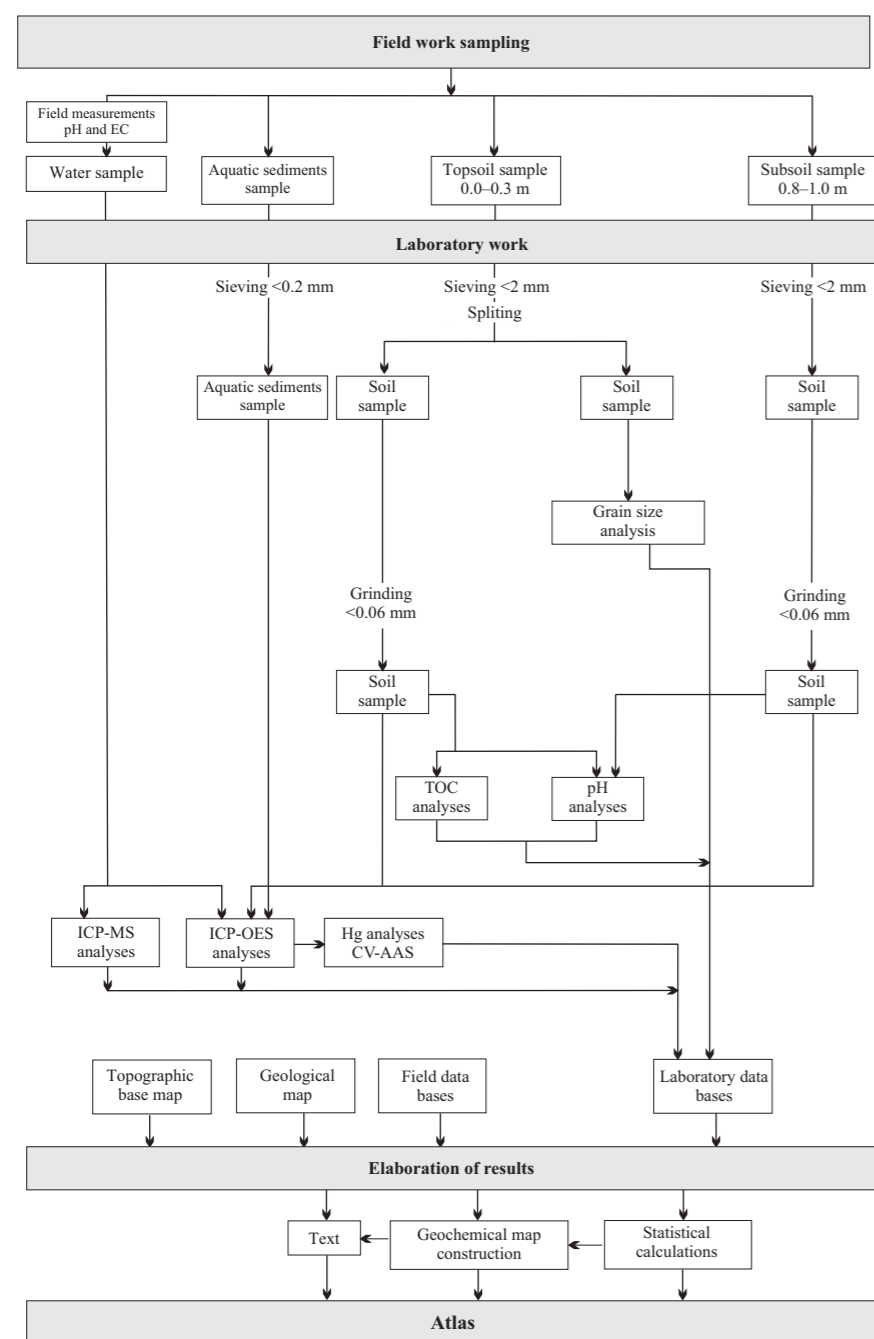 Field work sampling
Field measurements
pH and EC
Water sample
Aquatic sediments
sample
Topsoil sample
0.0–0.3 m
Subsoil sample
0.8–1.0 m
Laboratory work
Sieving <0.2 mm
Sieving <2 mm
Spliting
Sieving <2 mm
Aquatic sediments
sample
Soil
sample
Soil
sample
Soil
sample
Grain size
analysis
Grinding
<0.06 mm
Grinding
<0.06 mm
Soil
sample
Soil
sample
TOC
analyses
pH
analyses
ICP-MS
analyses
ICP-OES
analyses
Hg analyses
CV-AAS
Topographic
base map
Geological
map
Field data
bases
Laboratory data
bases
Elaboration of results
Text
Geochemical map
construction
Statistical
calculations
Atlas